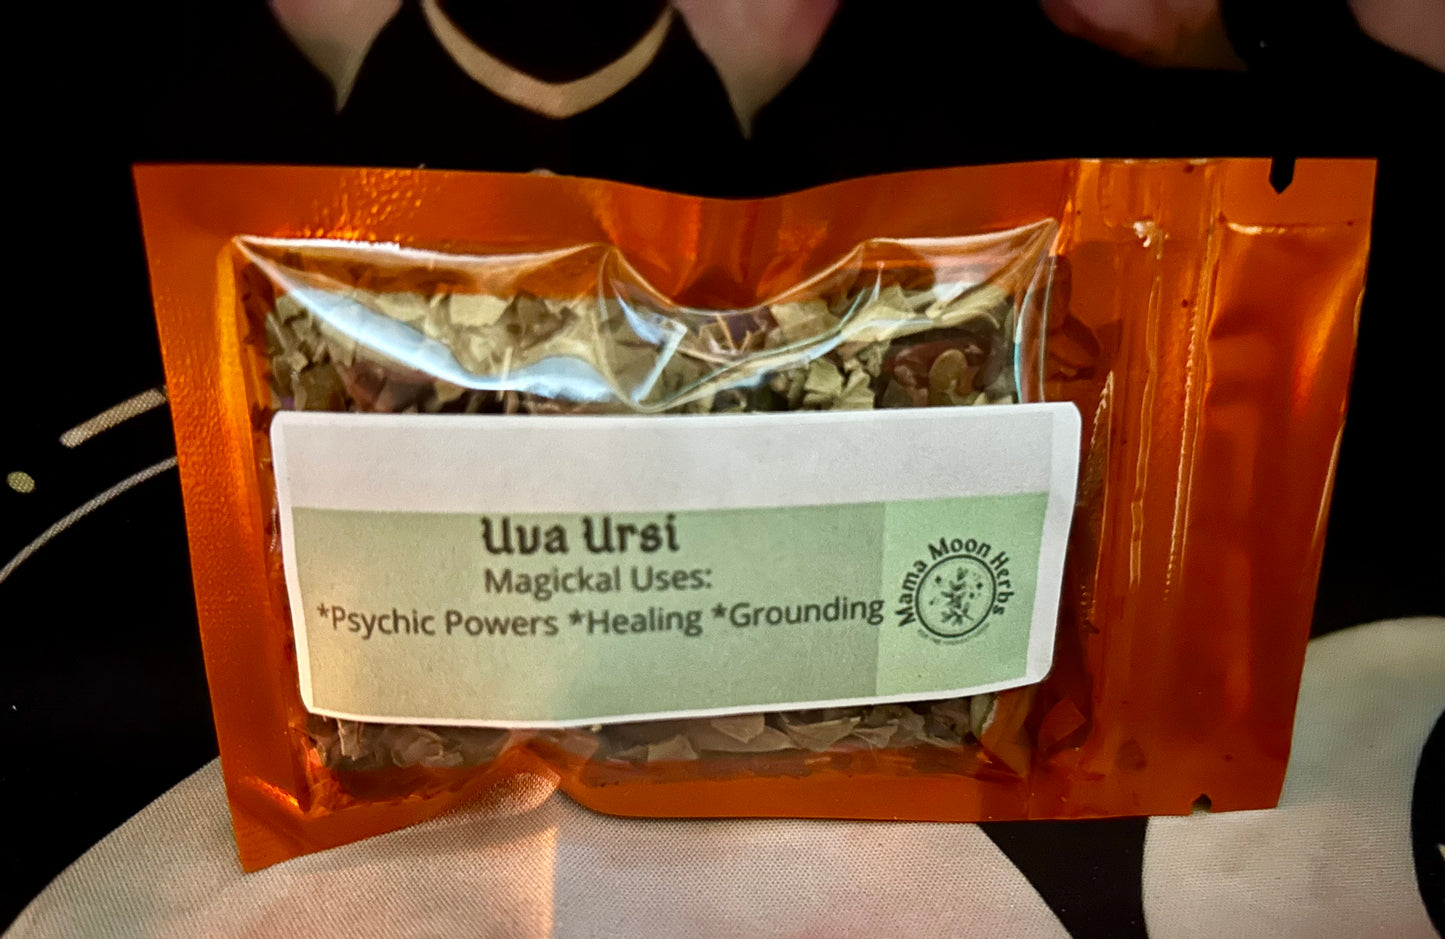 Uva Ursi
Magickal Uses:
*Psychic Powers *Healing *Grounding
Mama Moon Herbs